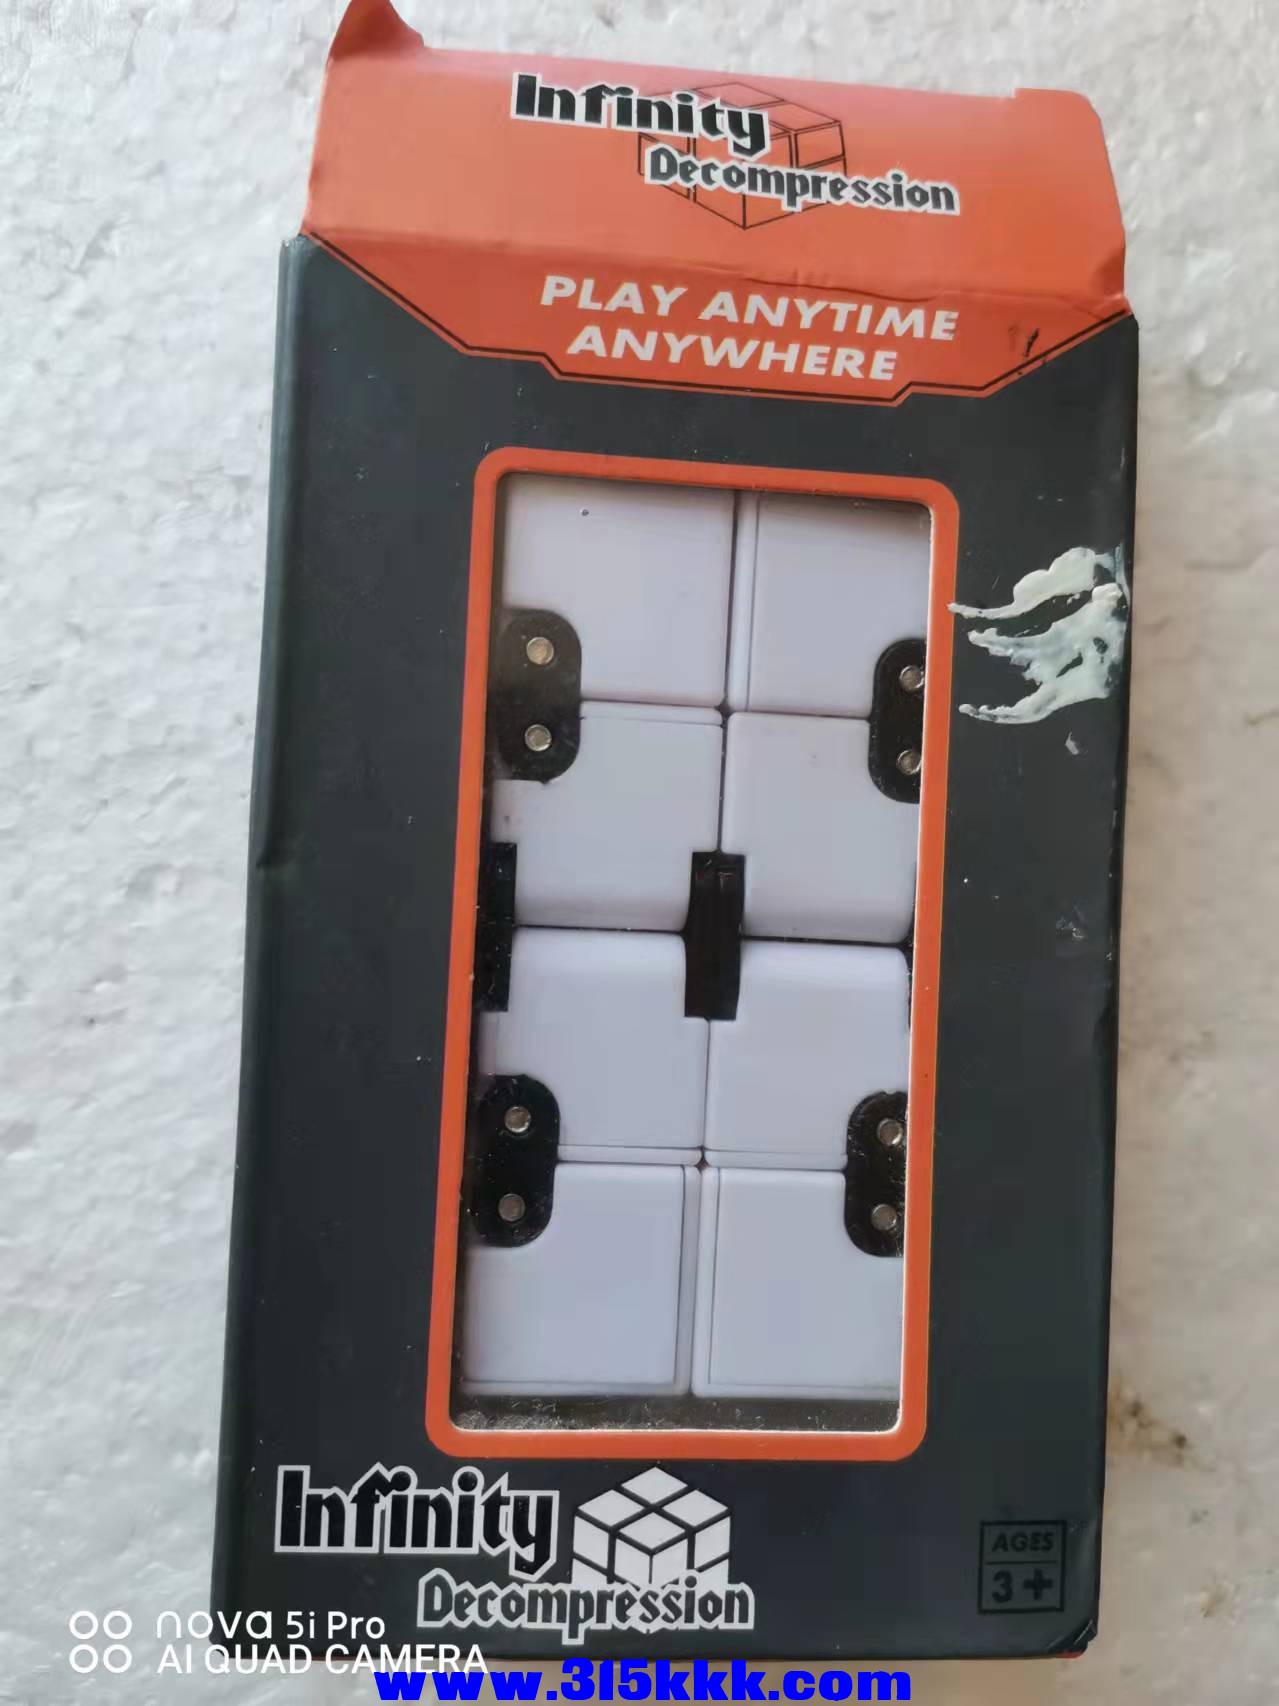 Infinity
Decompression
PLAY ANYTIME
ANYWHERE
Infinity
Decompression
AGES
3+
nova 5i Pro
AI QUAD CAMERA
www.315kkk.com